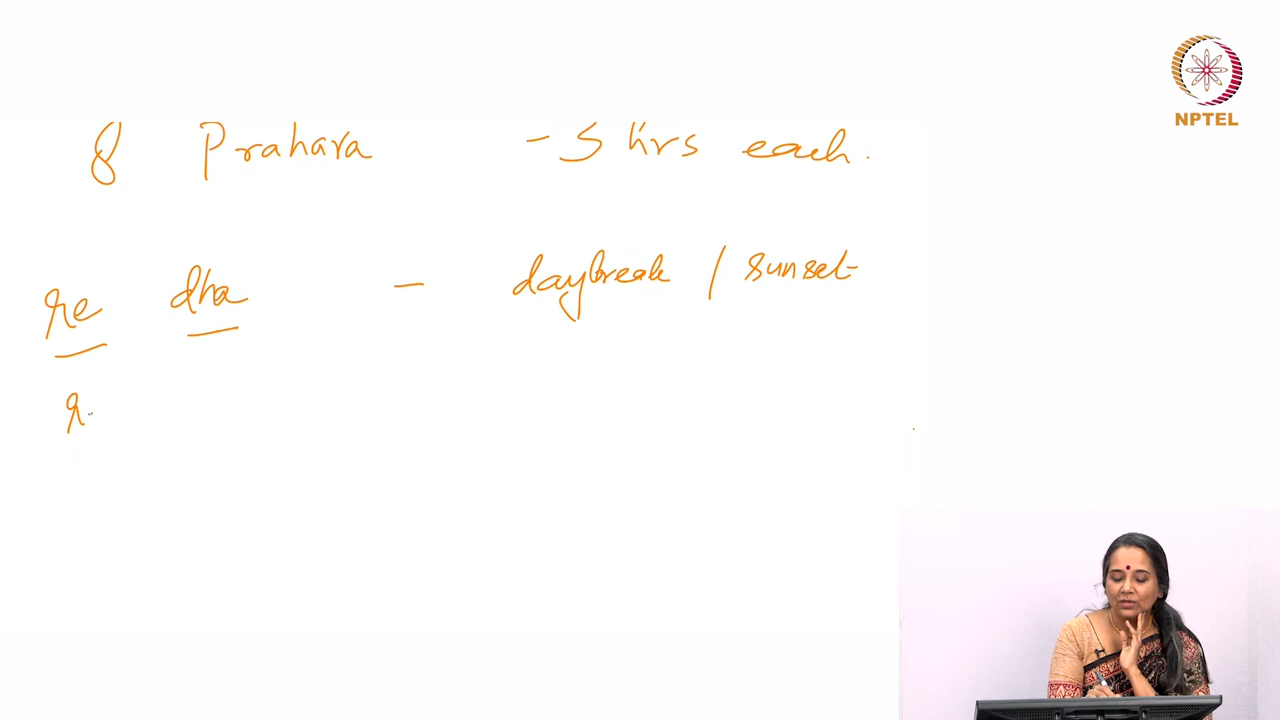 NPTEL
8 Prahara - 3 hrs each.
re dha - daybreak / sunset
r